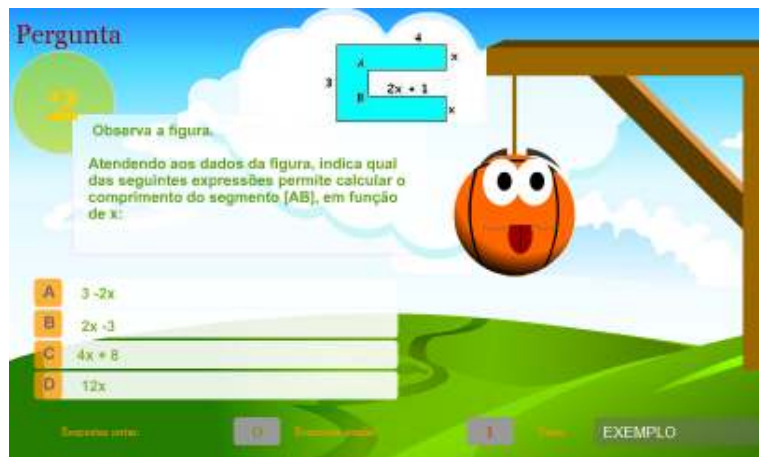 Pergunta
2
4
x
A
3
2x + 1
B
x
Observa a figura.
Atendendo aos dados da figura, indica qual
das seguintes expressões permite calcular o
comprimento do segmento [AB], em função
de x:
A 3 -2x
B 2x -3
C 4x + 8
D 12x
0
1
EXEMPLO